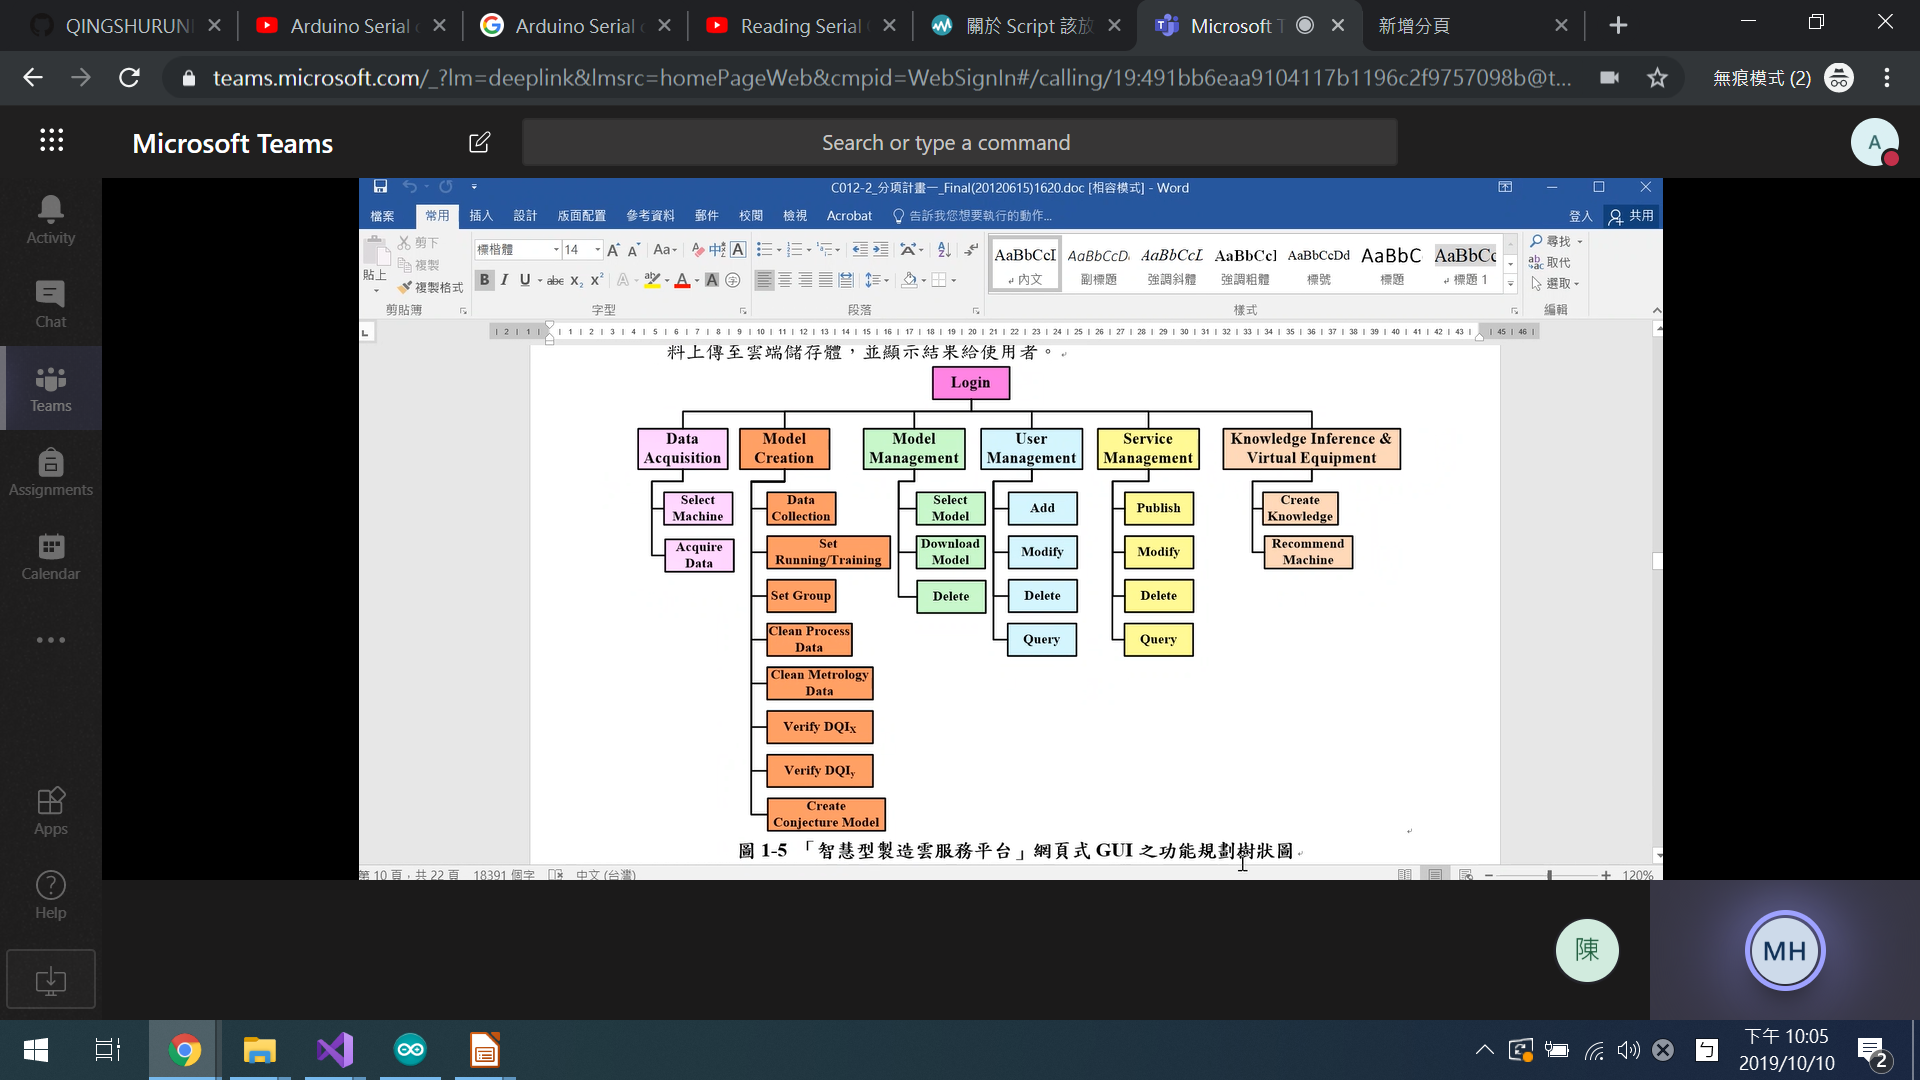 QINGSHURUN
Arduino Serial
Arduino Serial
Reading Serial
關於 Script 該放
Microsoft T
新增分頁
teams.microsoft.com/_?lm=deeplink&lmsrc=homePageWeb&cmpid=WebSignIn#/calling/19:491bb6eaa9104117b1196c2f9757098b@t...
無痕模式 (2)
Microsoft Teams
Search or type a command
A
Activity
Chat
Teams
Assignments
Calendar
Apps
Help
C012-2_分項計畫一_Final(20120615)1620.doc [相容模式] - Word
檔案 常用 插入 設計 版面配置 參考資料 郵件 校閱 檢視 Acrobat 告訴我您想要執行的動作... 登入 共用
貼上
剪下
複製
複製格式
剪貼簿
標楷體 14
字型
段落
AaBbCcI AaBbCcD AaBbCcL AaBbCcI AaBbCcDd AaBbC AaBbCc
內文 副標題 強調斜體 強調粗體 標號 標題 標題 1
樣式
尋找
取代
選取
編輯
料上傳至雲端儲存體，並顯示結果給使用者。
Login
Data Acquisition
Select Machine
Acquire Data
Model Creation
Data Collection
Set Running/Training
Set Group
Clean Process Data
Clean Metrology Data
Verify DQIX
Verify DQIy
Create Conjecture Model
Model Management
Select Model
Download Model
Delete
User Management
Add
Modify
Delete
Query
Service Management
Publish
Modify
Delete
Query
Knowledge Inference & Virtual Equipment
Create Knowledge
Recommend Machine
圖 1-5 「智慧型製造雲服務平台」網頁式 GUI 之功能規劃樹狀圖
第 10 頁，共 22 頁 18391 個字 中文 (台灣) 120%
陳
MH
ㄅ
下午 10:05
2019/10/10
2